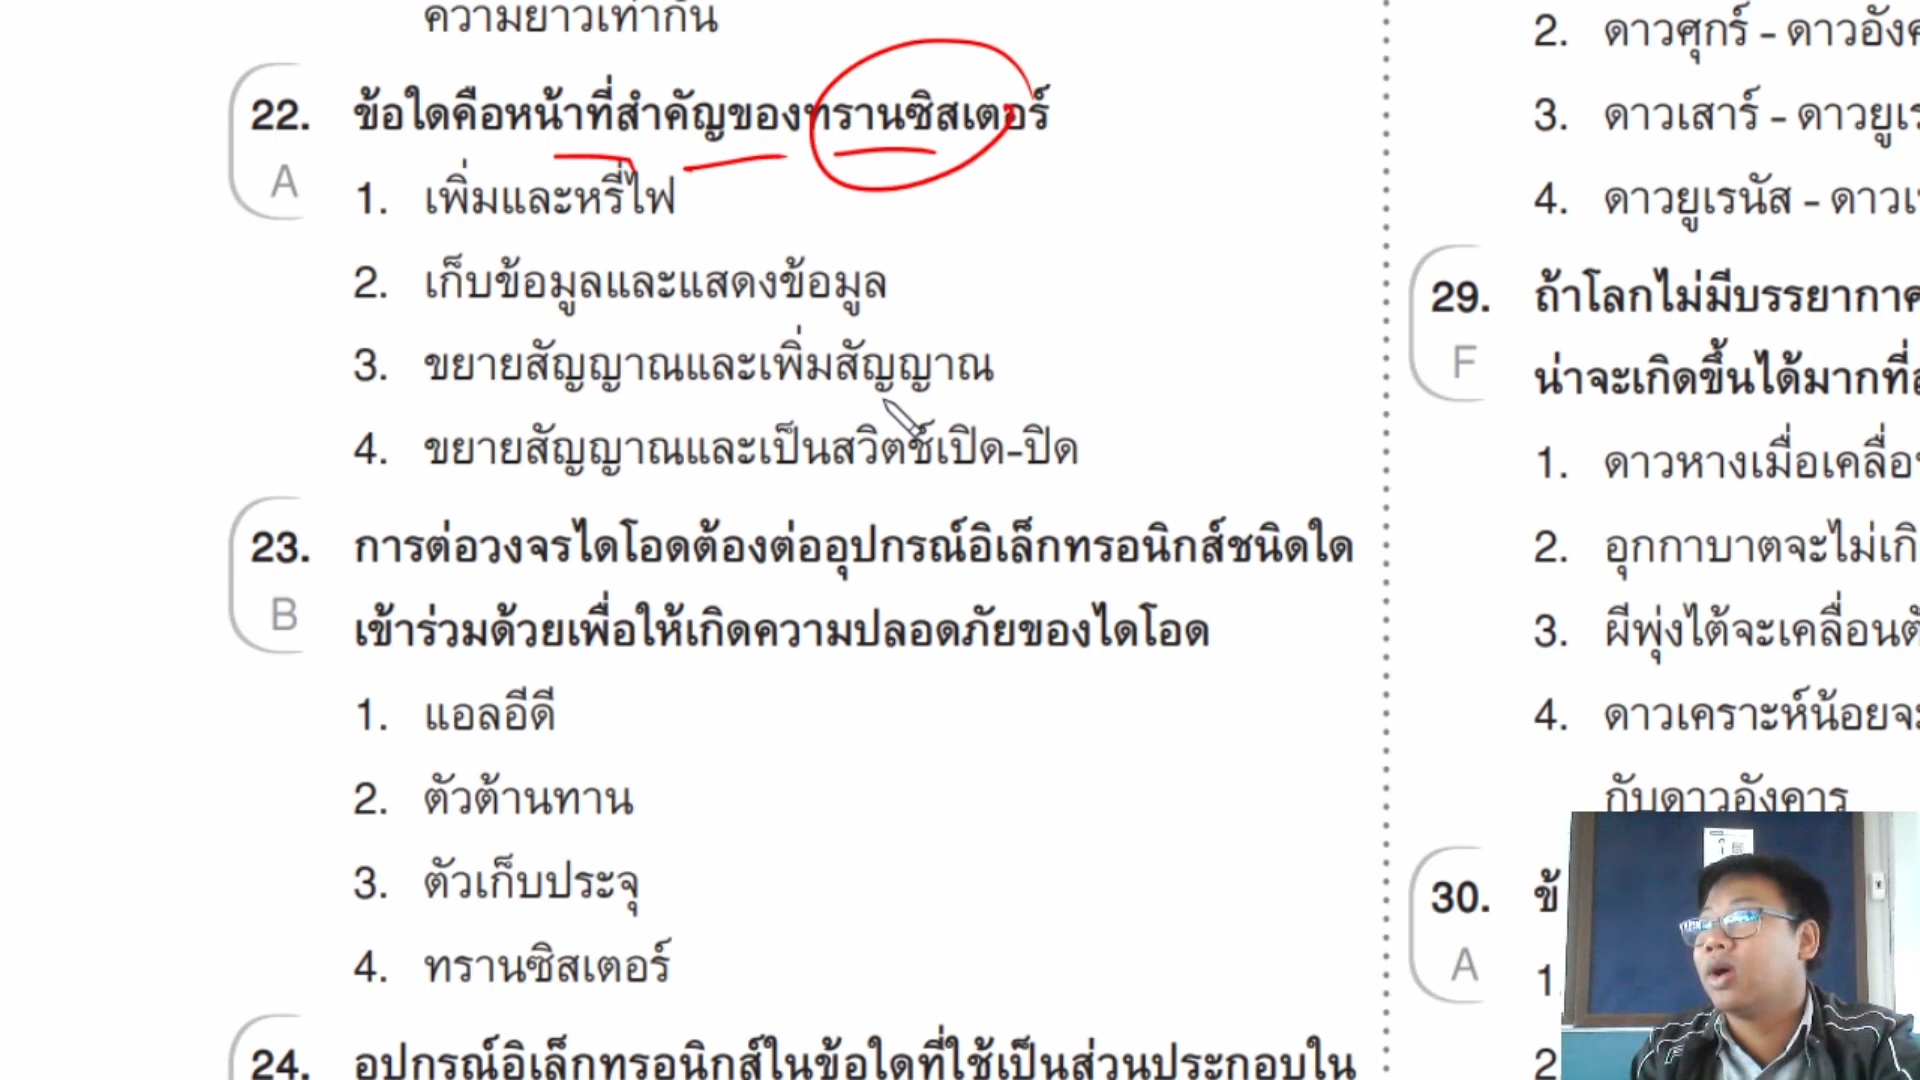 ความยาวเท่ากัน
22. ข้อใดคือหน้าที่สำคัญของทรานซิสเตอร์
A
1. เพิ่มและหรี่ไฟ
2. เก็บข้อมูลและแสดงข้อมูล
3. ขยายสัญญาณและเพิ่มสัญญาณ
4. ขยายสัญญาณและเป็นสวิตช์เปิด-ปิด
23. การต่อวงจรไดโอดต้องต่ออุปกรณ์อิเล็กทรอนิกส์ชนิดใด
B
เข้าร่วมด้วยเพื่อให้เกิดความปลอดภัยของไดโอด
1. แอลอีดี
2. ตัวต้านทาน
3. ตัวเก็บประจุ
4. ทรานซิสเตอร์
24. อุปกรณ์อิเล็กทรอนิกส์ในข้อใดที่ใช้เป็นส่วนประกอบใน
2. ดาวศุกร์ - ดาวอังค
3. ดาวเสาร์ - ดาวยูเร
4. ดาวยูเรนัส - ดาวเ
29. ถ้าโลกไม่มีบรรยากาศ
F
น่าจะเกิดขึ้นได้มากที่ส
1. ดาวหางเมื่อเคลื่อน
2. อุกกาบาตจะไม่เกิ
3. ผีพุ่งไต้จะเคลื่อนตั
4. ดาวเคราะห์น้อยจะ
กับดาวอังคาร
30. ข้
A
1.
2